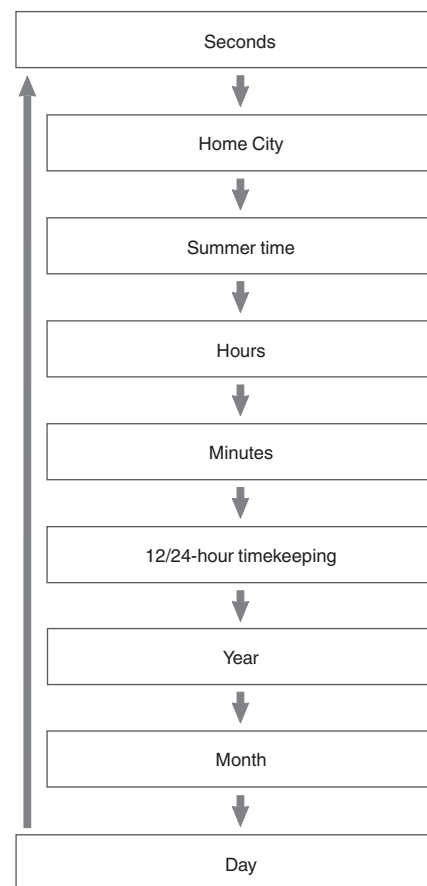 Seconds
Home City
Summer time
Hours
Minutes
12/24-hour timekeeping
Year
Month
Day